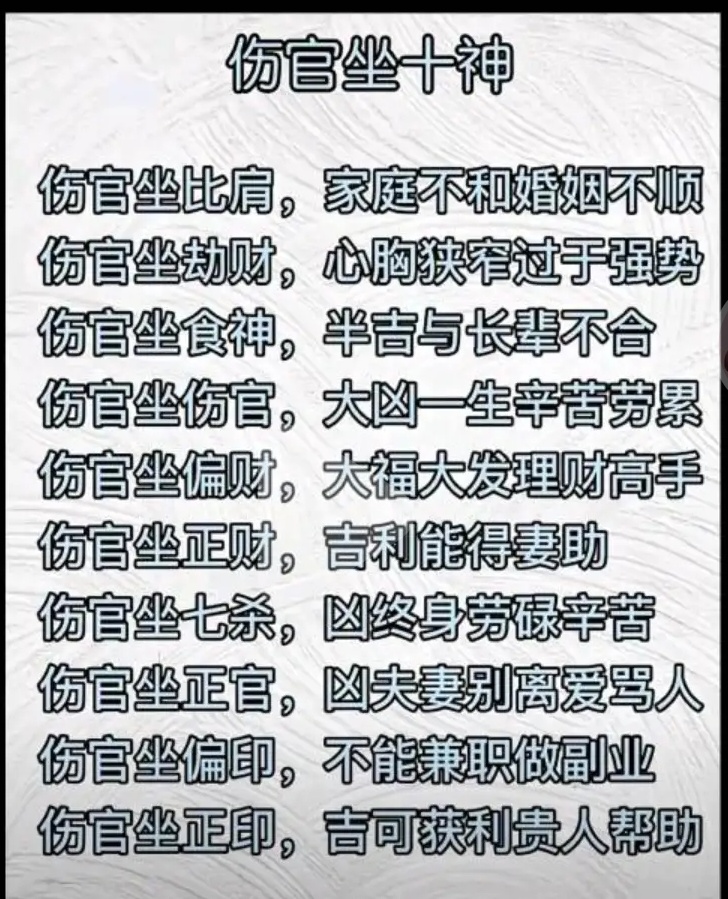 伤官坐十神
伤官坐比肩，家庭不和婚姻不顺
伤官坐劫财，心胸狭窄过于强势
伤官坐食神，半吉与长辈不合
伤官坐伤官，大凶一生辛苦劳累
伤官坐偏财，大福大发理财高手
伤官坐正财，吉利能得妻助
伤官坐七杀，凶终身劳碌辛苦
伤官坐正官，凶夫妻别离爱骂人
伤官坐偏印，不能兼职做副业
伤官坐正印，吉可获利贵人帮助